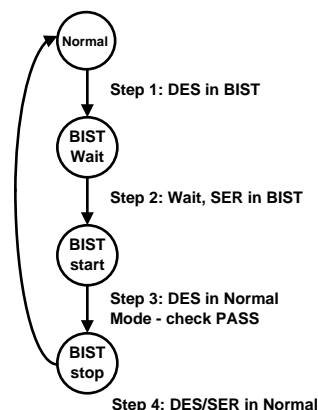 Normal
Step 1: DES in BIST
BIST
Wait
Step 2: Wait, SER in BIST
BIST
start
Step 3: DES in Normal
Mode - check PASS
BIST
stop
Step 4: DES/SER in Normal